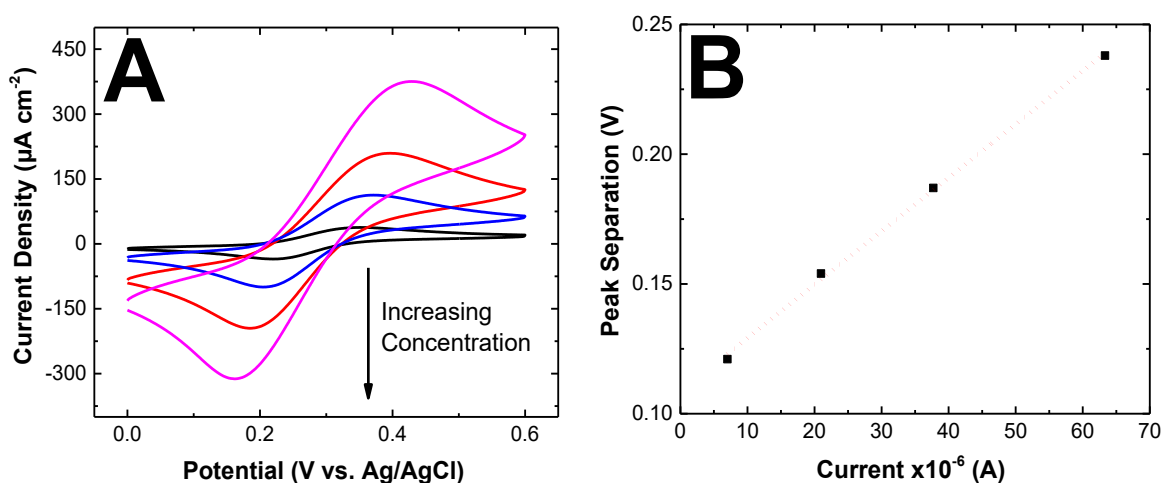 A
450
300
150
0
-150
-300
Current Density (µA cm⁻²)
Increasing
Concentration
0.0 0.2 0.4 0.6
Potential (V vs. Ag/AgCl)
B
0.25
0.20
0.15
0.10
Peak Separation (V)
0 10 20 30 40 50 60 70
Current x10⁻⁶ (A)